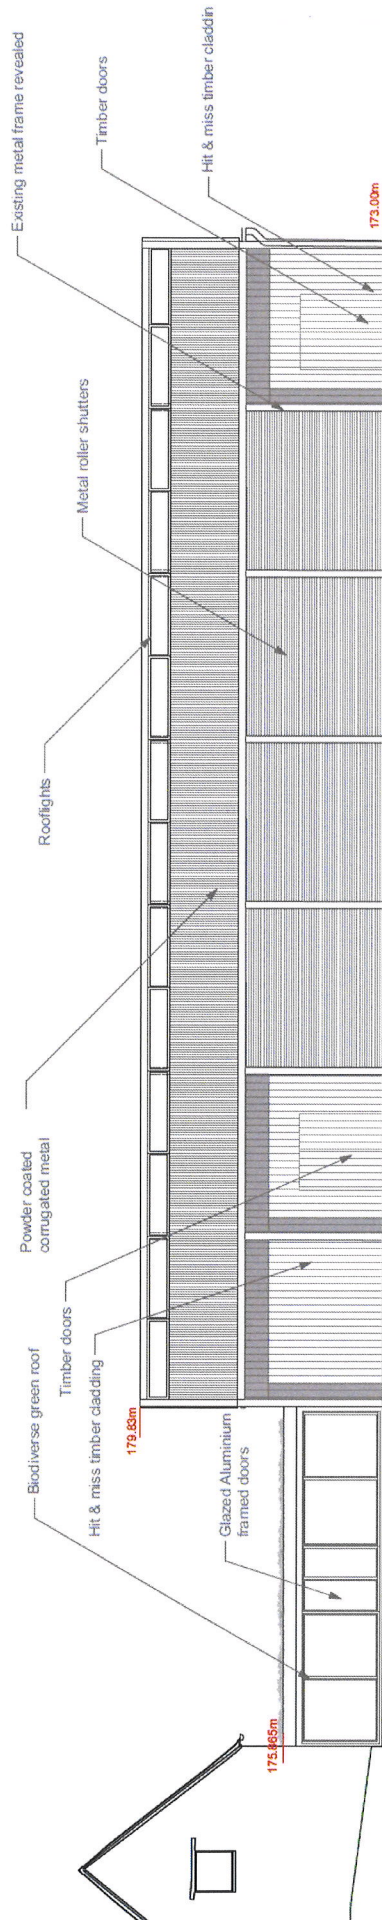 Biodiverse green roof
Powder coated
corrugated metal
Rooflights
Metal roller shutters
Existing metal frame revealed
Timber doors
Hit & miss timber cladding
Timber doors
Hit & miss timber claddin
179.83m
Glazed Aluminium
framed doors
175.865m
173.00m